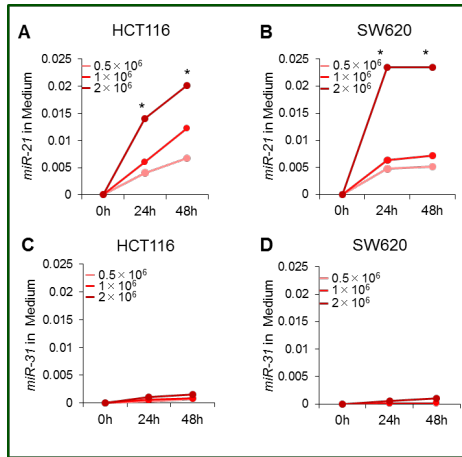 A
HCT116
miR-21 in Medium
0.025
0.02
0.015
0.01
0.005
0
0.5 × 10⁶
1 × 10⁶
2 × 10⁶
*
*
0h 24h 48h
B
SW620
miR-21 in Medium
0.025
0.02
0.015
0.01
0.005
0
0.5 × 10⁶
1 × 10⁶
2 × 10⁶
*
*
0h 24h 48h
C
HCT116
miR-31 in Medium
0.025
0.02
0.015
0.01
0.005
0
0.5 × 10⁶
1 × 10⁶
2 × 10⁶
0h 24h 48h
D
SW620
miR-31 in Medium
0.025
0.02
0.015
0.01
0.005
0
0.5 × 10⁶
1 × 10⁶
2 × 10⁶
0h 24h 48h